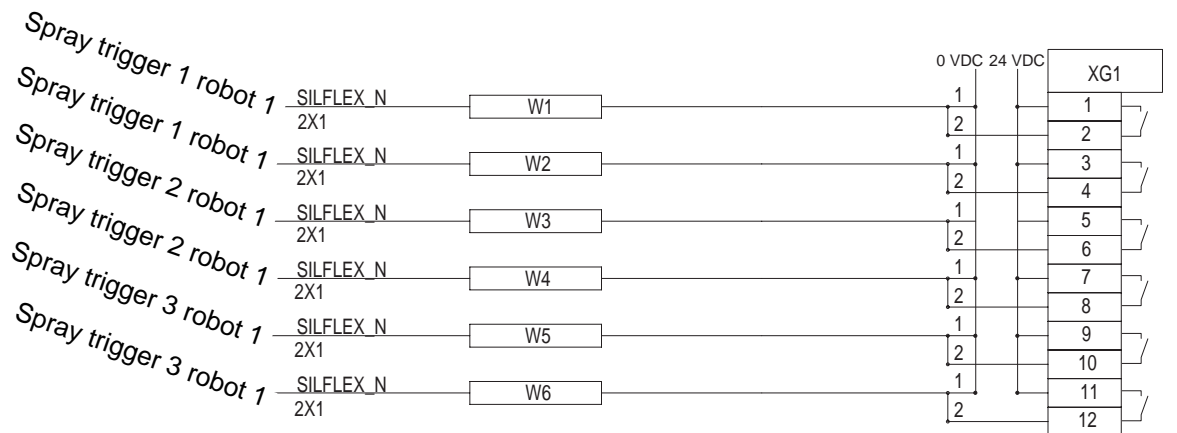 0 VDC 24 VDC XG1
Spray trigger 1 robot 1 SILFLEX_N 2X1 W1 1 2 1 2
Spray trigger 1 robot 1 SILFLEX_N 2X1 W2 1 2 3 4
Spray trigger 2 robot 1 SILFLEX_N 2X1 W3 1 2 5 6
Spray trigger 2 robot 1 SILFLEX_N 2X1 W4 1 2 7 8
Spray trigger 3 robot 1 SILFLEX_N 2X1 W5 1 2 9 10
Spray trigger 3 robot 1 SILFLEX_N 2X1 W6 1 2 11 12